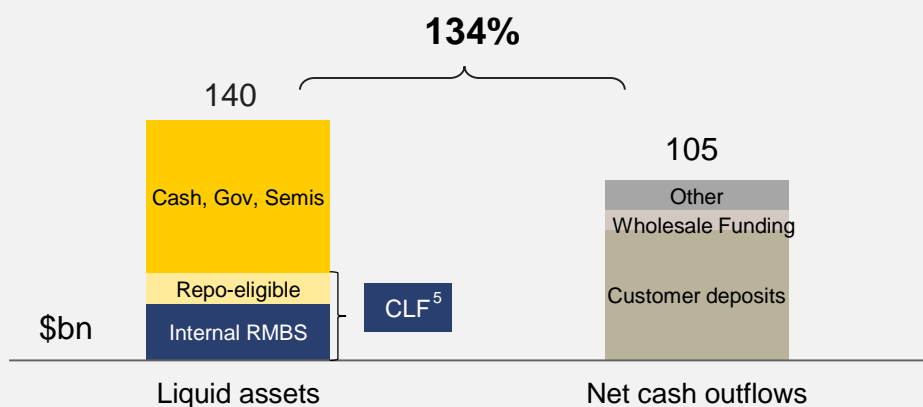 134%
140
105
Cash, Gov, Semis
Other
Wholesale Funding
Repo-eligible
CLF5
Customer deposits
$bn
Internal RMBS
Liquid assets
Net cash outflows